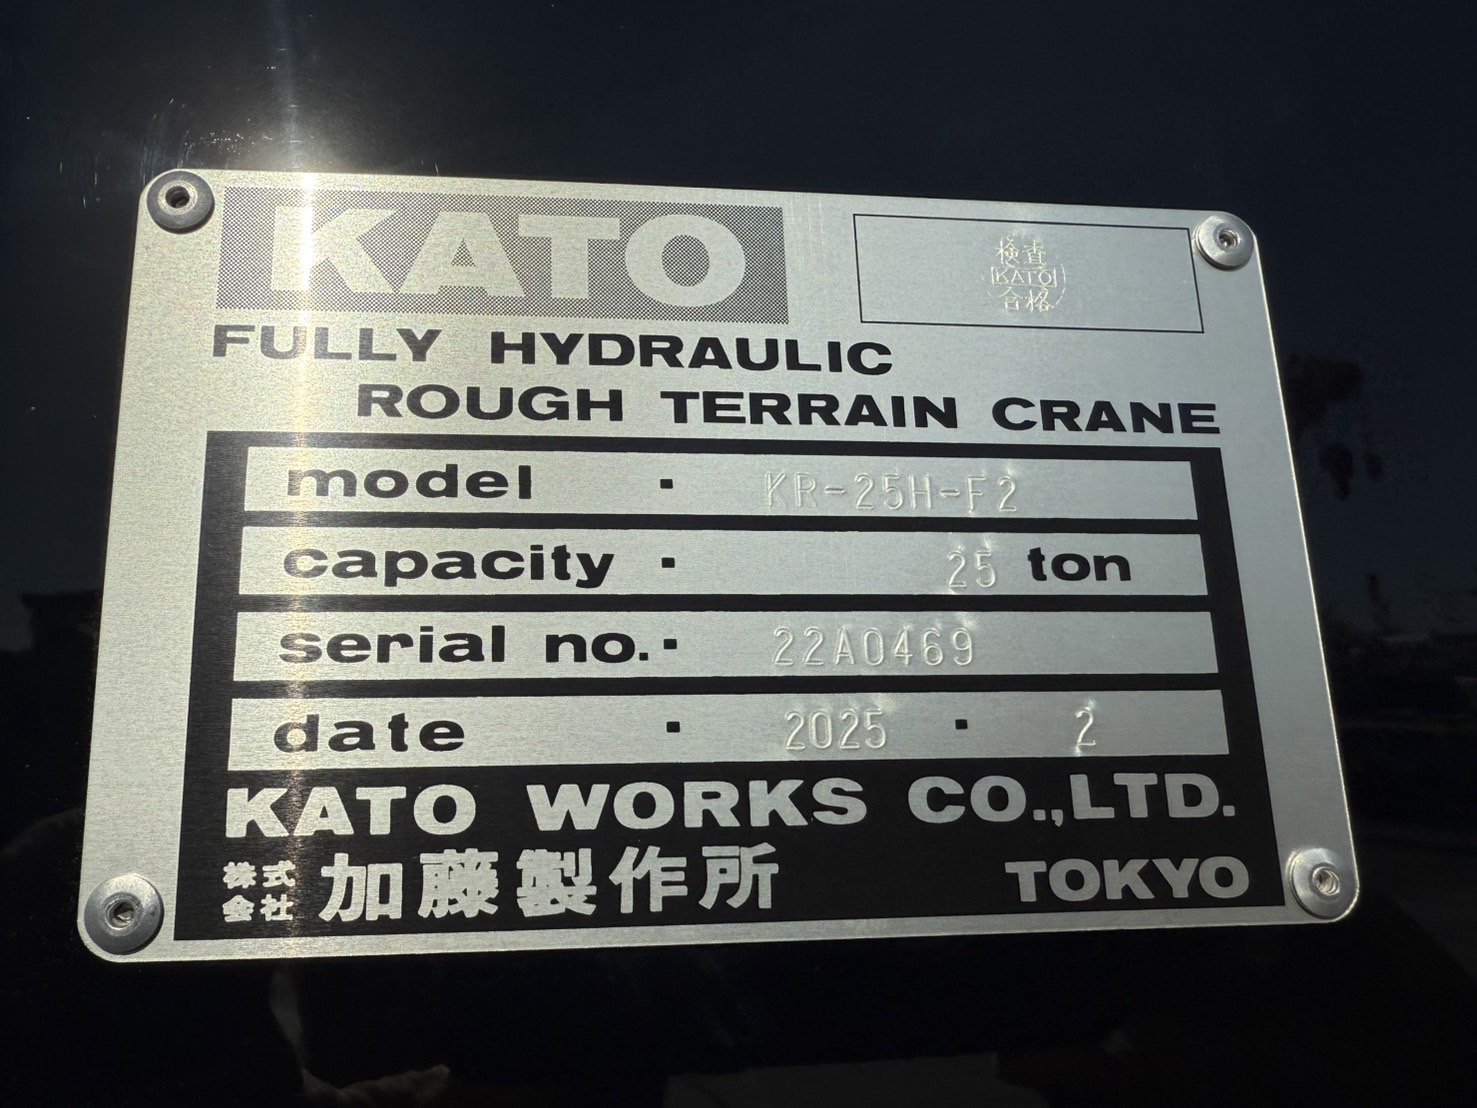 KATO
検査
KATO
合格
FULLY HYDRAULIC
ROUGH TERRAIN CRANE
model · KR-25H-F2
capacity · 25 ton
serial no. · 22A0469
date · 2025 · 2
KATO WORKS CO.,LTD.
株式会社 加藤製作所 TOKYO